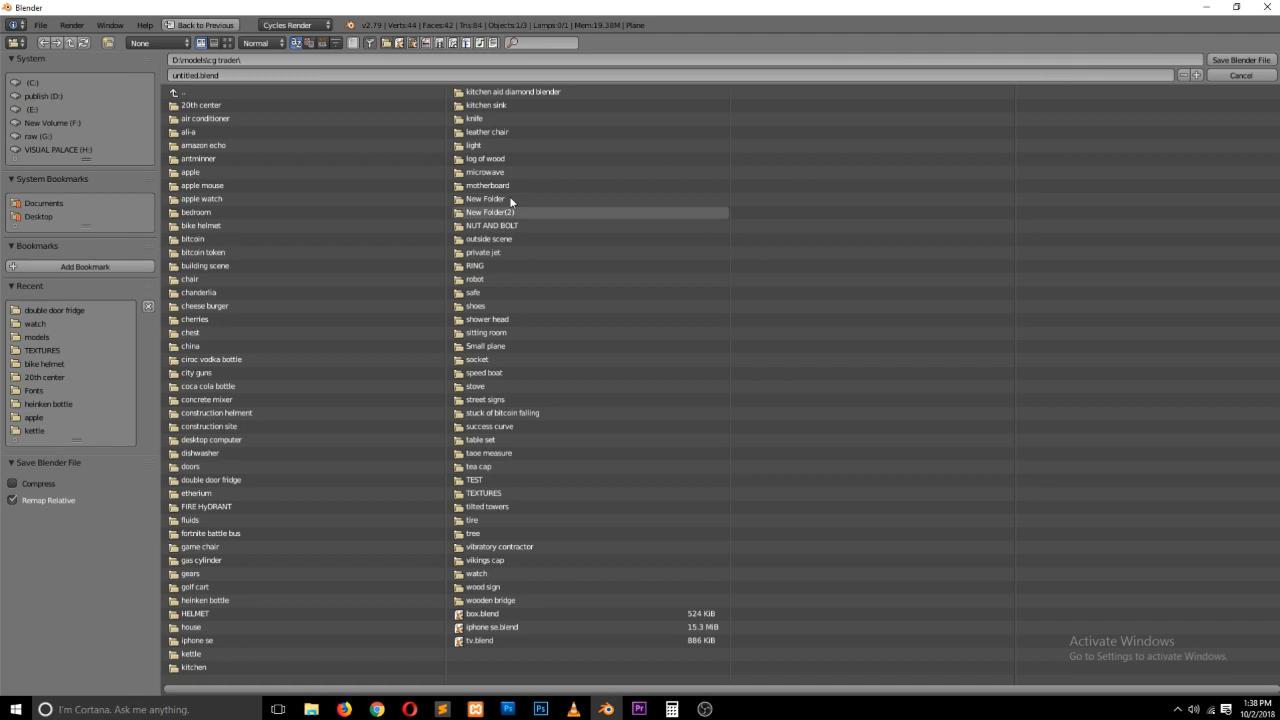 Blender
File Render Window Help Back to Previous Cycles Render v2.79 | Verts:44 | Faces:42 | Tris:84 | Objects:1/3 | Lamps:0/1 | Mem:19.38M | Plane
None Normal
System
(C:)
publish (D:)
(E:)
New Volume (F:)
raw (G:)
VISUAL PALACE (H:)
System Bookmarks
Documents
Desktop
Bookmarks
Add Bookmark
Recent
double door fridge
watch
models
TEXTURES
bike helmet
20th center
Fonts
heinken bottle
apple
kettle
Save Blender File
Compress
Remap Relative
D:\models\cg trader\
Save Blender File
untitled.blend
Cancel
..
20th center
air conditioner
ali-a
amazon echo
antminner
apple
apple mouse
apple watch
bedroom
bike helmet
bitcoin
bitcoin token
building scene
chair
chanderlia
cheese burger
cherries
chest
china
ciroc vodka bottle
city guns
coca cola bottle
concrete mixer
construction helment
construction site
desktop computer
dishwasher
doors
double door fridge
etherium
FIRE HyDRANT
fluids
fortnite battle bus
game chair
gas cylinder
gears
golf cart
heinken bottle
HELMET
house
iphone se
kettle
kitchen
kitchen aid diamond blender
kitchen sink
knife
leather chair
light
log of wood
microwave
motherboard
New Folder
New Folder(2)
NUT AND BOLT
outside scene
private jet
RING
robot
safe
shoes
shower head
sitting room
Small plane
socket
speed boat
stove
street signs
stuck of bitcoin falling
success curve
table set
taoe measure
tea cap
TEST
TEXTURES
tilted towers
tire
tree
vibratory contractor
vikings cap
watch
wood sign
wooden bridge
box.blend 524 KiB
iphone se.blend 15.3 MiB
tv.blend 886 KiB
Activate Windows
Go to Settings to activate Windows.
I'm Cortana. Ask me anything.
1:38 PM
10/2/2018